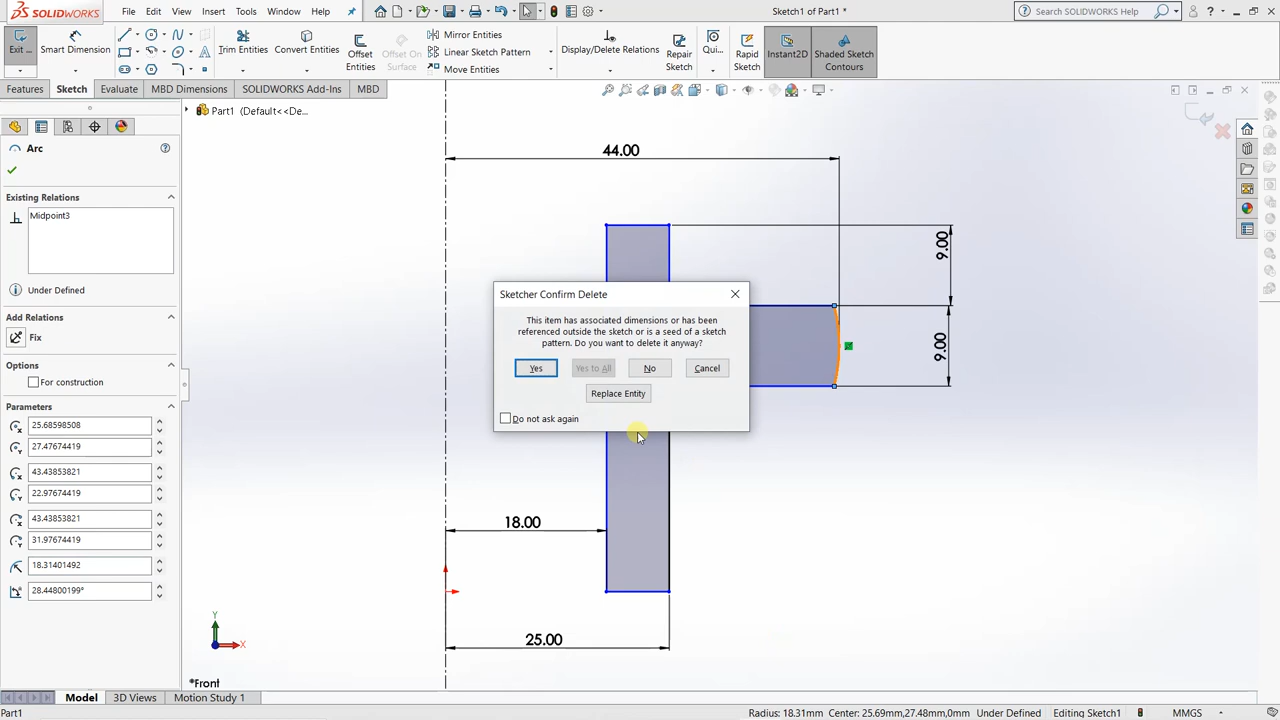 SOLIDWORKS
File
Edit
View
Insert
Tools
Window
Help
Sketch1 of Part1 *
Search SOLIDWORKS Help
?
Exit ...
Smart Dimension
Trim Entities
Convert Entities
Offset
Entities
Offset On
Surface
Mirror Entities
Linear Sketch Pattern
Move Entities
Display/Delete Relations
Repair
Sketch
Qui...
Rapid
Sketch
Instant2D
Shaded Sketch
Contours
Features
Sketch
Evaluate
MBD Dimensions
SOLIDWORKS Add-Ins
MBD
Part1 (Default<<De...
Arc
Existing Relations
Midpoint3
Under Defined
Add Relations
Fix
Options
For construction
Parameters
25.68598508
27.47674419
43.43853821
22.97674419
43.43853821
31.97674419
18.31401492
28.44800199°
44.00
9.00
9.00
18.00
25.00
Sketcher Confirm Delete
This item has associated dimensions or has been
referenced outside the sketch or is a seed of a sketch
pattern. Do you want to delete it anyway?
Yes
Yes to All
No
Cancel
Replace Entity
Do not ask again
Y
X
*Front
Model
3D Views
Motion Study 1
Part1
Radius: 18.31mm
Center: 25.69mm,27.48mm,0mm
Under Defined
Editing Sketch1
MMGS